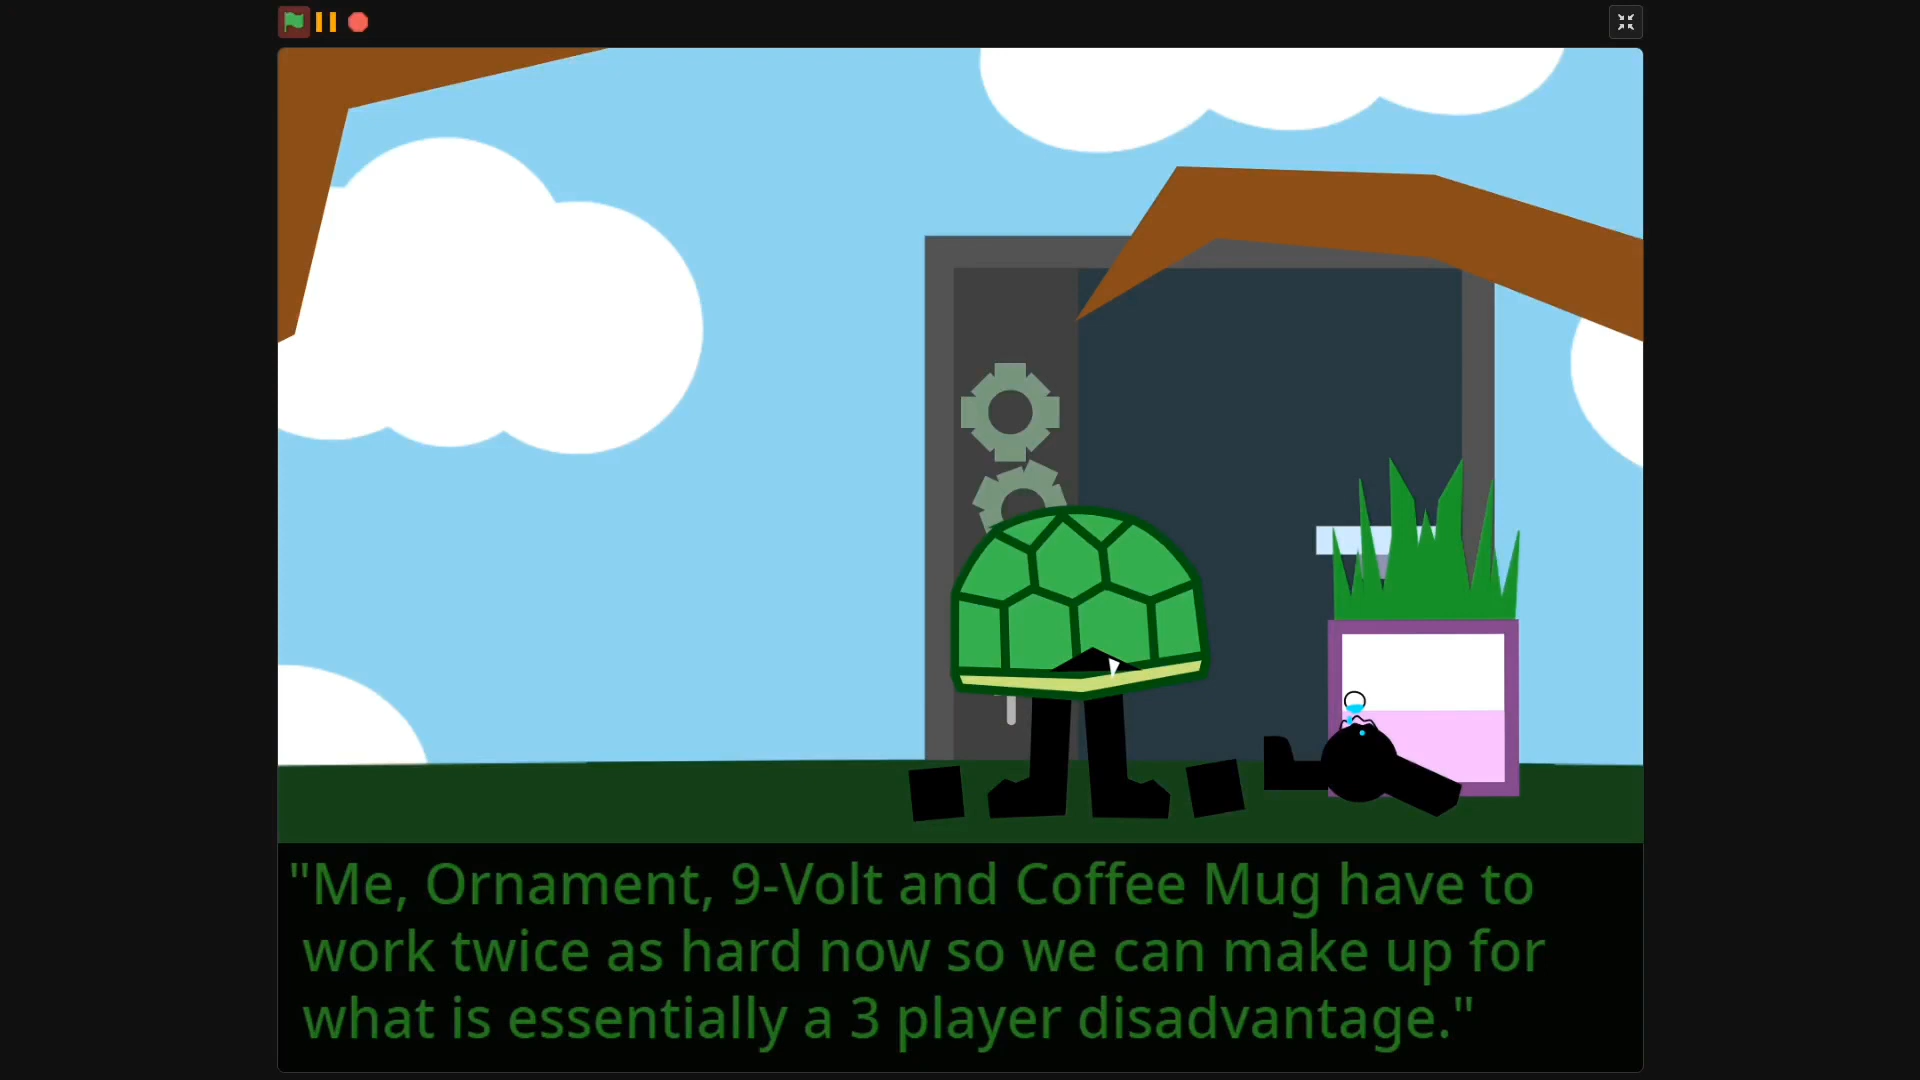 "Me, Ornament, 9-Volt and Coffee Mug have to
work twice as hard now so we can make up for
what is essentially a 3 player disadvantage."